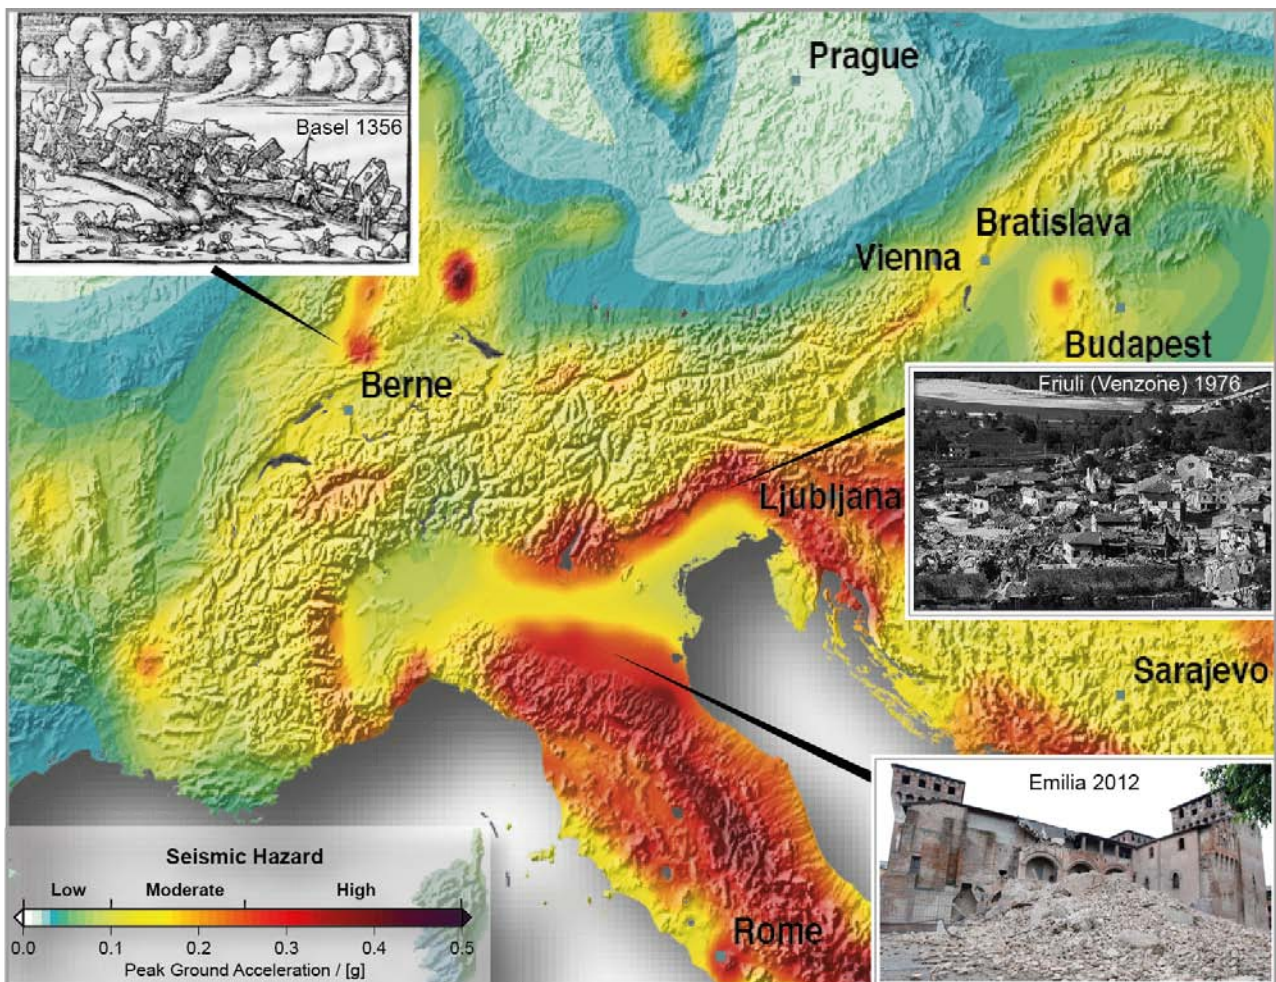 Basel 1356
Prague
Bratislava
Vienna
Budapest
Berne
Friuli (Venzone) 1976
Ljubljana
Sarajevo
Emilia 2012
Rome
Seismic Hazard
Low Moderate High
0.0 0.1 0.2 0.3 0.4 0.5
Peak Ground Acceleration / [g]